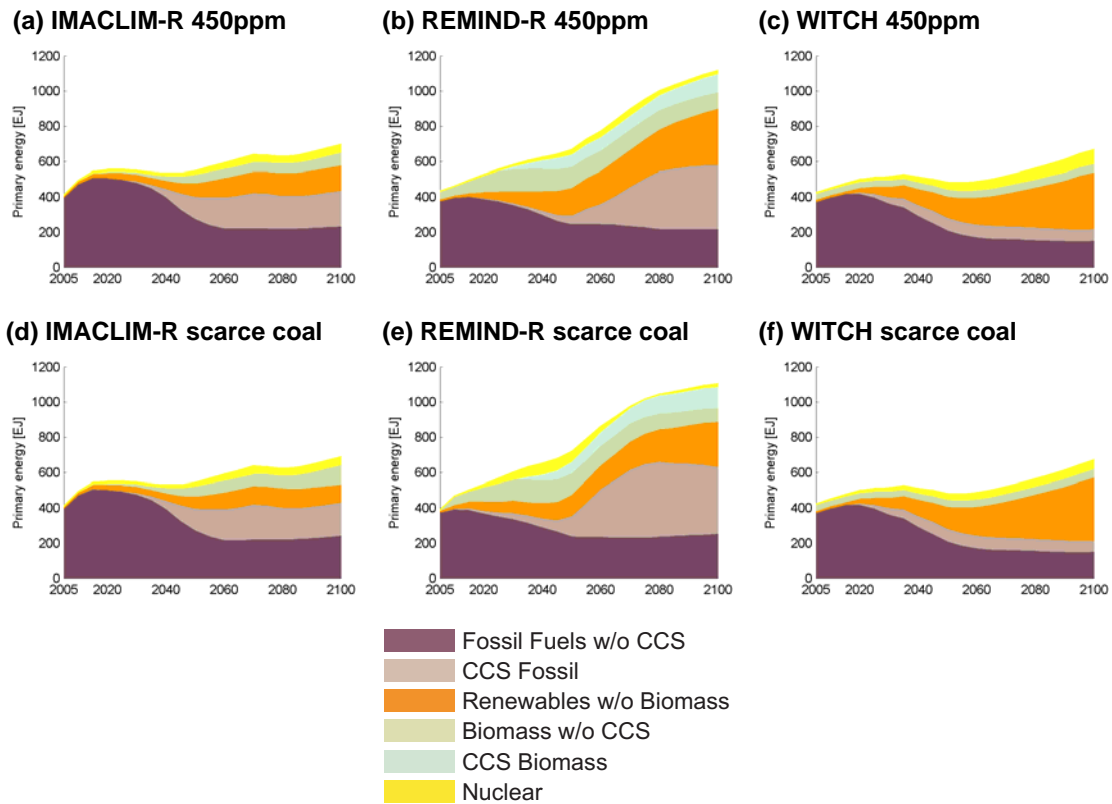 (a) IMACLIM-R 450ppm
(b) REMIND-R 450ppm
(c) WITCH 450ppm
Primary energy [EJ]
1200
1000
800
600
400
200
0
2005 2020 2040 2060 2080 2100
Primary energy [EJ]
1200
1000
800
600
400
200
0
2005 2020 2040 2060 2080 2100
Primary energy [EJ]
1200
1000
800
600
400
200
0
2005 2020 2040 2060 2080 2100
(d) IMACLIM-R scarce coal
(e) REMIND-R scarce coal
(f) WITCH scarce coal
Primary energy [EJ]
1200
1000
800
600
400
200
0
2005 2020 2040 2060 2080 2100
Primary energy [EJ]
1200
1000
800
600
400
200
0
2005 2020 2040 2060 2080 2100
Primary energy [EJ]
1200
1000
800
600
400
200
0
2005 2020 2040 2060 2080 2100
Fossil Fuels w/o CCS
CCS Fossil
Renewables w/o Biomass
Biomass w/o CCS
CCS Biomass
Nuclear